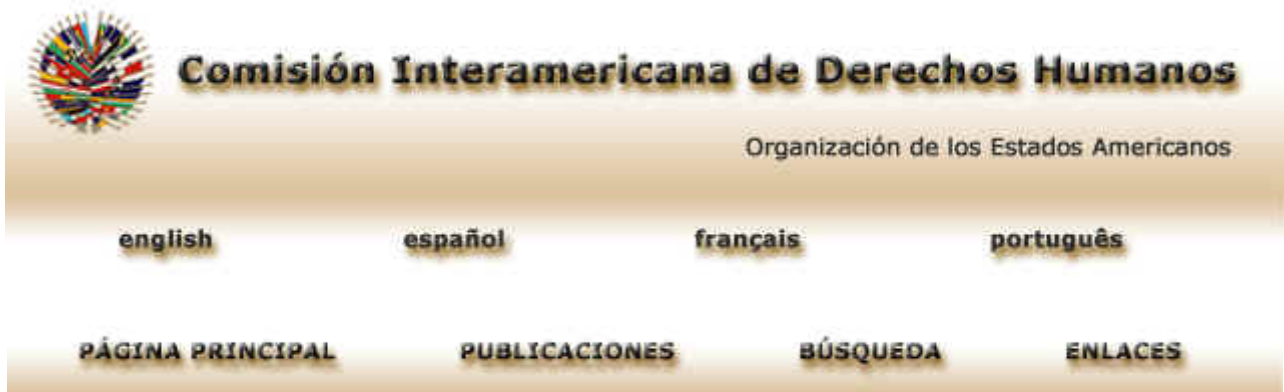 Comisión Interamericana de Derechos Humanos
Organización de los Estados Americanos
english español français português
PÁGINA PRINCIPAL PUBLICACIONES BÚSQUEDA ENLACES